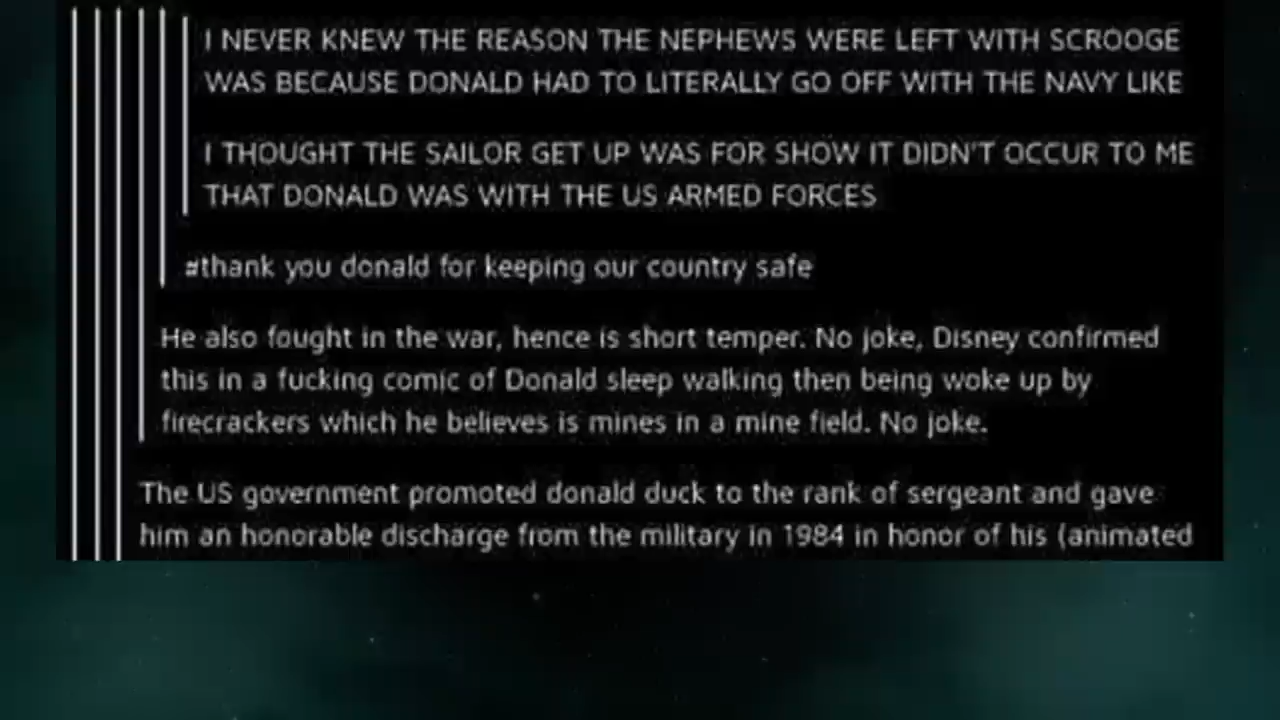 I NEVER KNEW THE REASON THE NEPHEWS WERE LEFT WITH SCROOGE
WAS BECAUSE DONALD HAD TO LITERALLY GO OFF WITH THE NAVY LIKE
I THOUGHT THE SAILOR GET UP WAS FOR SHOW IT DIDN'T OCCUR TO ME
THAT DONALD WAS WITH THE US ARMED FORCES
#thank you donald for keeping our country safe
He also fought in the war, hence is short temper. No joke, Disney confirmed
this in a fucking comic of Donald sleep walking then being woke up by
firecrackers which he believes is mines in a mine field. No joke.
The US government promoted donald duck to the rank of sergeant and gave
him an honorable discharge from the military in 1984 in honor of his (animated